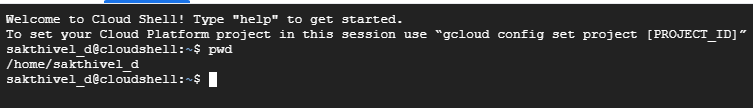 Welcome to Cloud Shell! Type "help" to get started.
To set your Cloud Platform project in this session use “gcloud config set project [PROJECT_ID]”
sakthivel_d@cloudshell:~$ pwd
/home/sakthivel_d
sakthivel_d@cloudshell:~$